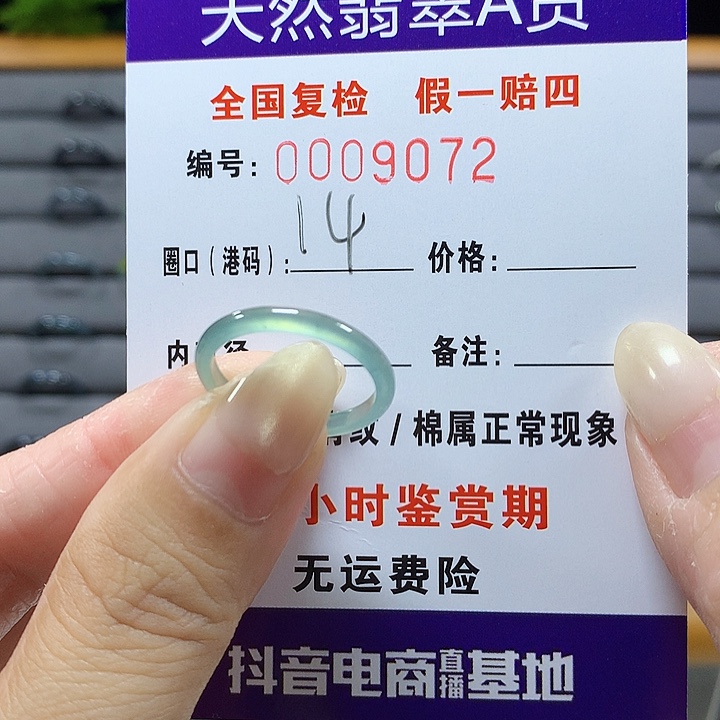 天然翡翠A货
全国复检 假一赔四
编号: 0009072
圈口(港码): 14 价格:
内 径 备注:
纹/棉属正常现象
小时鉴赏期
无运费险
抖音电商直播基地